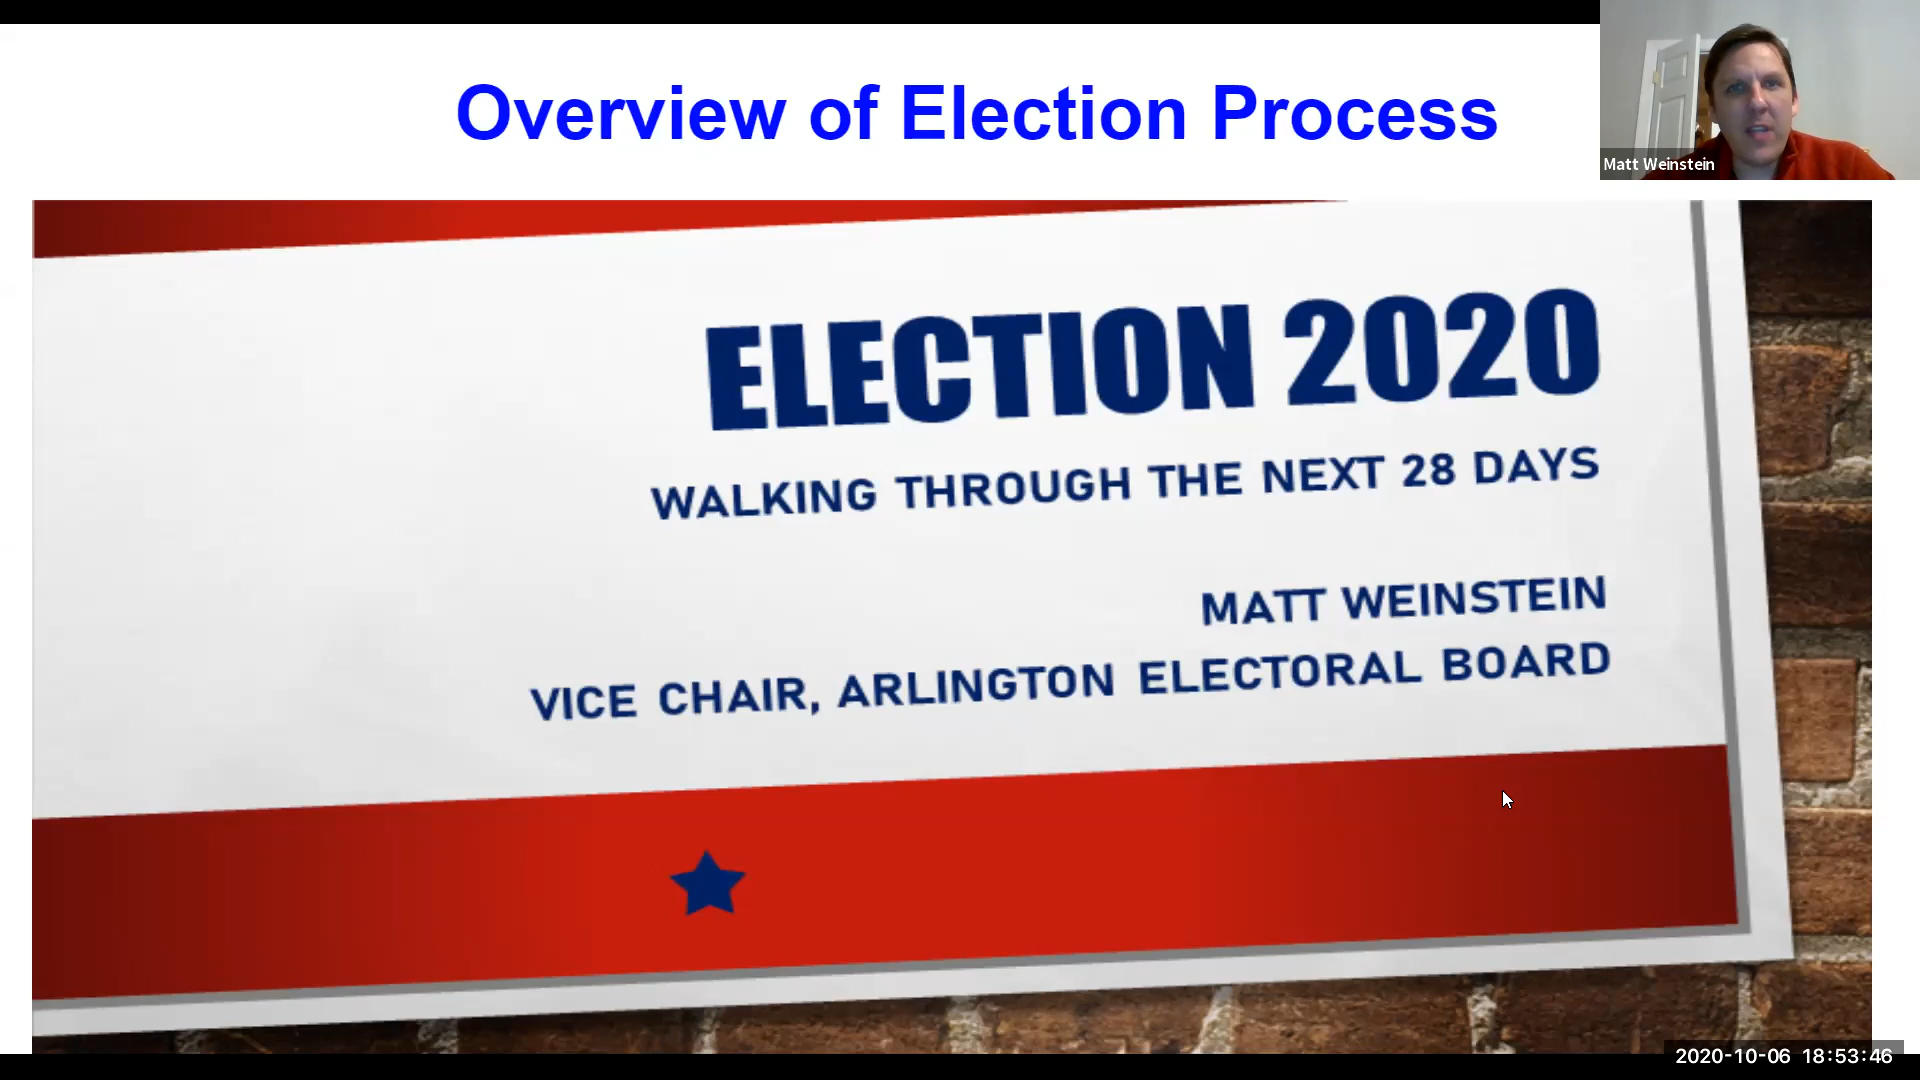 Overview of Election Process
Matt Weinstein
ELECTION 2020
WALKING THROUGH THE NEXT 28 DAYS
MATT WEINSTEIN
VICE CHAIR, ARLINGTON ELECTORAL BOARD
2020-10-06 18:53:46